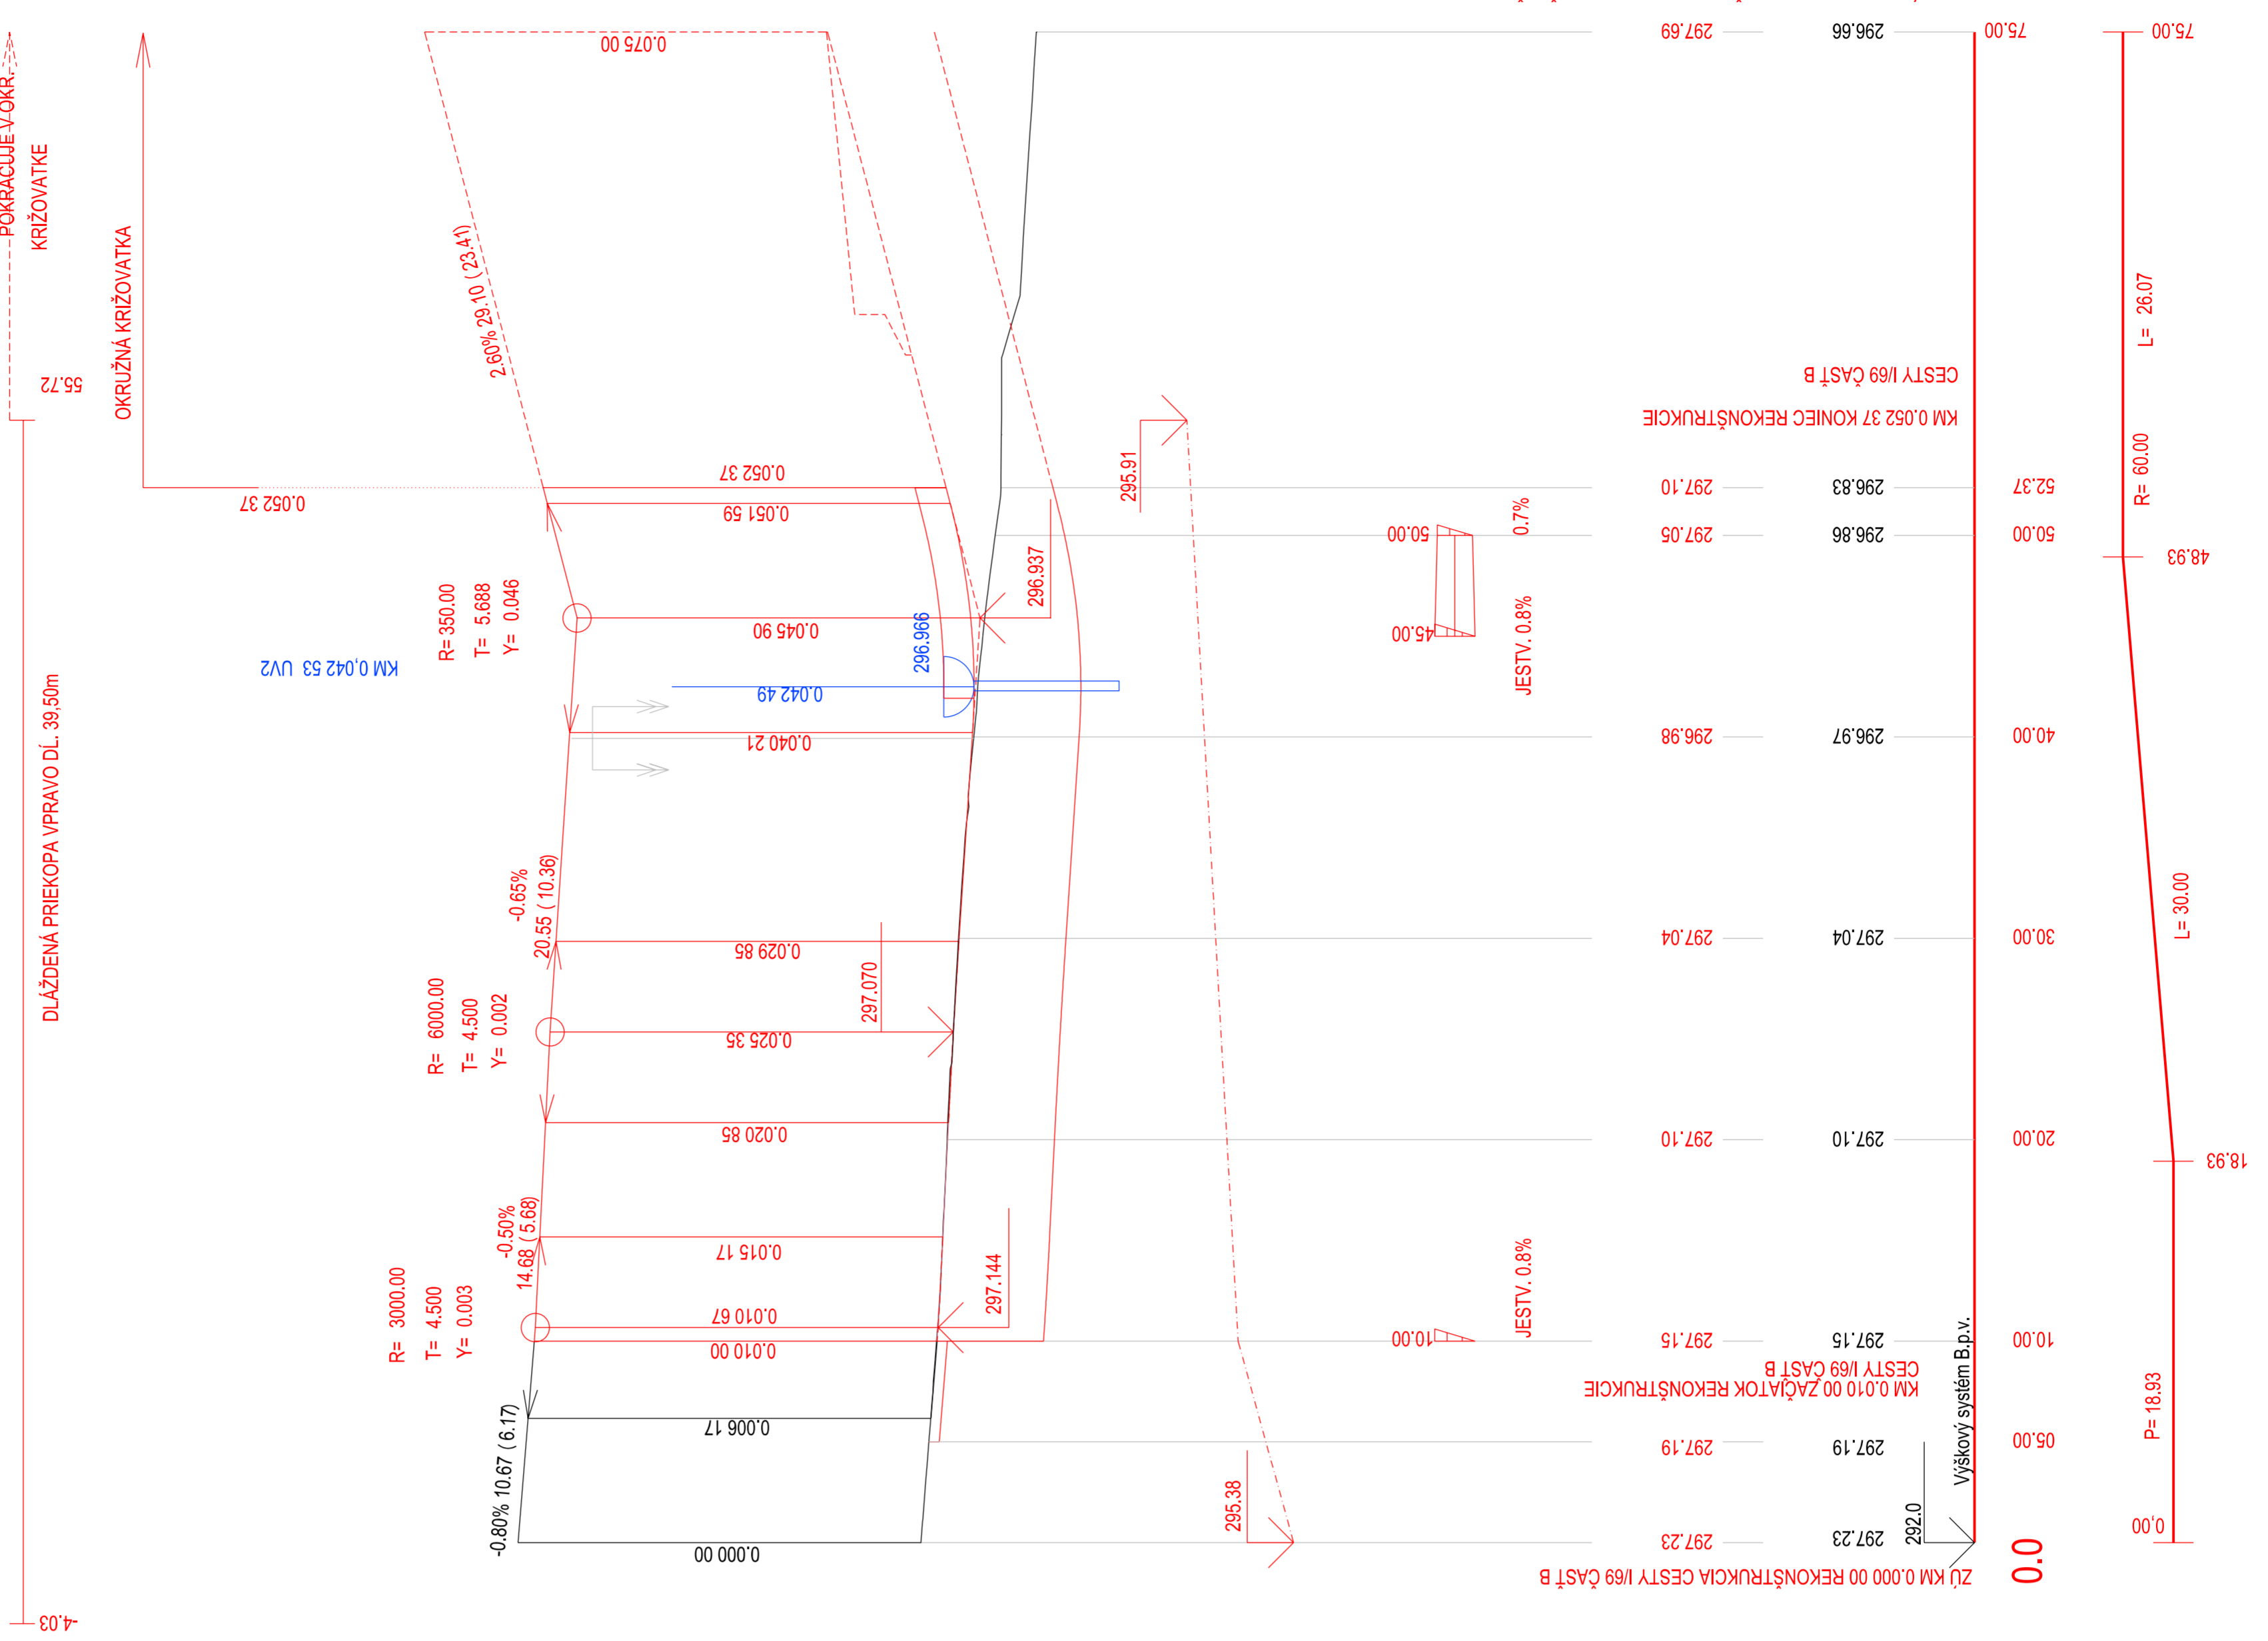 POKRAČUJE V OKR.
KRIŽOVATKE
55.72
DLÁŽDENÁ PRIEKOPA VPRAVO DĹ. 39,50m
-4.03
OKRUŽNÁ KRIŽOVATKA
0.052 37
KM 0,042 53 UV2
R= 350.00
T= 5.688
Y= 0.046
R= 6000.00
T= 4.500
Y= 0.002
R= 3000.00
T= 4.500
Y= 0.003
2.60% 29.10 ( 23.41)
-0.65%
20.55 ( 10.36)
-0.50%
14.68 ( 5.68)
-0.80% 10.67 ( 6.17)
0.075 00
0.052 37
0.051 59
0.045 90
0.042 49
0.040 21
0.029 85
0.025 35
0.020 85
0.015 17
0.010 67
0.010 00
0.006 17
0.000 00
296.966
296.937
297.070
297.144
295.91
295.38
50.00
45.00
10.00
0.7%
JESTV. 0.8%
JESTV. 0.8%
297.69
297.10
297.05
296.98
297.04
297.10
297.15
297.19
297.23
296.66
296.83
296.86
296.97
297.04
297.10
297.15
297.19
297.23
KM 0.052 37 KONIEC REKONŠTRUKCIE
CESTY I/69 ČASŤ B
KM 0.010 00 ZAČIATOK REKONŠTRUKCIE
CESTY I/69 ČASŤ B
ZÚ KM 0.000 00 REKONŠTRUKCIA CESTY I/69 ČASŤ B
292.0
Výškový systém B.p.v.
75.00
52.37
50.00
40.00
30.00
20.00
10.00
05.00
0.0
75.00
L= 26.07
R= 60.00
48.93
L= 30.00
18.93
P= 18.93
0,00